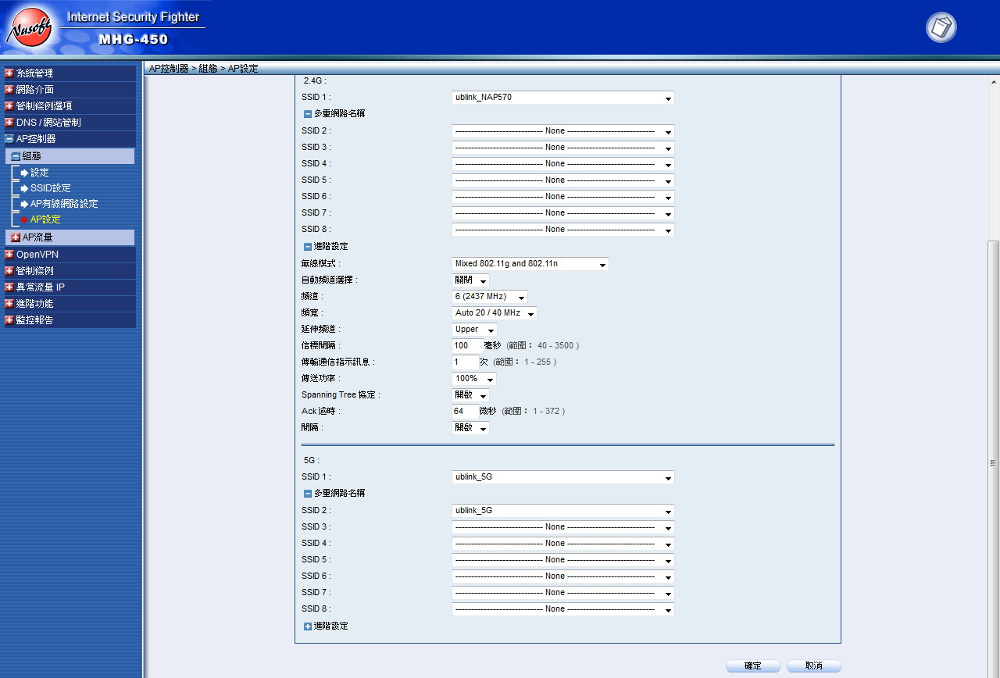 Nusoft
Internet Security Fighter
MHG-450
系統管理
網路介面
管制條例選項
DNS / 網站管制
AP控制器
組態
設定
SSID設定
AP有線網路設定
AP設定
AP流量
OpenVPN
管制條例
異常流量 IP
進階功能
監控報告
AP控制器 > 組態 > AP設定
2.4G :
SSID 1 : ublink_NAP570
多重網路名稱
SSID 2 : ---------------------------- None ----------------------------
SSID 3 : ---------------------------- None ----------------------------
SSID 4 : ---------------------------- None ----------------------------
SSID 5 : ---------------------------- None ----------------------------
SSID 6 : ---------------------------- None ----------------------------
SSID 7 : ---------------------------- None ----------------------------
SSID 8 : ---------------------------- None ----------------------------
進階設定
無線模式 : Mixed 802.11g and 802.11n
自動頻道選擇 : 關閉
頻道 : 6 (2437 MHz)
頻寬 : Auto 20 / 40 MHz
延伸頻道 : Upper
信標間隔 : 100 毫秒 (範圍： 40 - 3500 )
傳輸通信指示訊息 : 1 次 (範圍： 1 - 255 )
傳送功率 : 100%
Spanning Tree 協定 : 開啟
Ack 逾時 : 64 微秒 (範圍： 1 - 372 )
間隔 : 開啟
5G :
SSID 1 : ublink_5G
多重網路名稱
SSID 2 : ublink_5G
SSID 3 : ---------------------------- None ----------------------------
SSID 4 : ---------------------------- None ----------------------------
SSID 5 : ---------------------------- None ----------------------------
SSID 6 : ---------------------------- None ----------------------------
SSID 7 : ---------------------------- None ----------------------------
SSID 8 : ---------------------------- None ----------------------------
進階設定
確定 取消